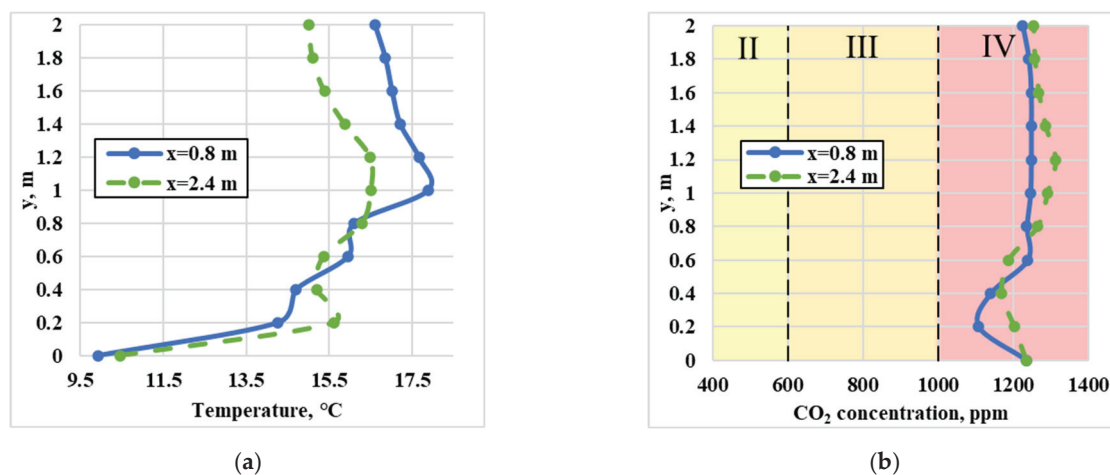 2
1.8
1.6
1.4
1.2
1
0.8
0.6
0.4
0.2
0
y, m
x=0.8 m
x=2.4 m
9.5 11.5 13.5 15.5 17.5
Temperature, °C
(a)
2
1.8
1.6
1.4
1.2
1
0.8
0.6
0.4
0.2
0
y, m
II III IV
x=0.8 m
x=2.4 m
400 600 800 1000 1200 1400
CO₂ concentration, ppm
(b)